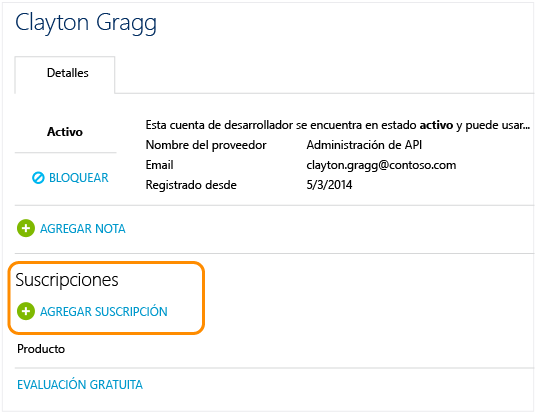 Clayton Gragg
Detalles
Activo
Esta cuenta de desarrollador se encuentra en estado activo y puede usar...
Nombre del proveedor Administración de API
Email clayton.gragg@contoso.com
BLOQUEAR
Registrado desde 5/3/2014
AGREGAR NOTA
Suscripciones
AGREGAR SUSCRIPCIÓN
Producto
EVALUACIÓN GRATUITA